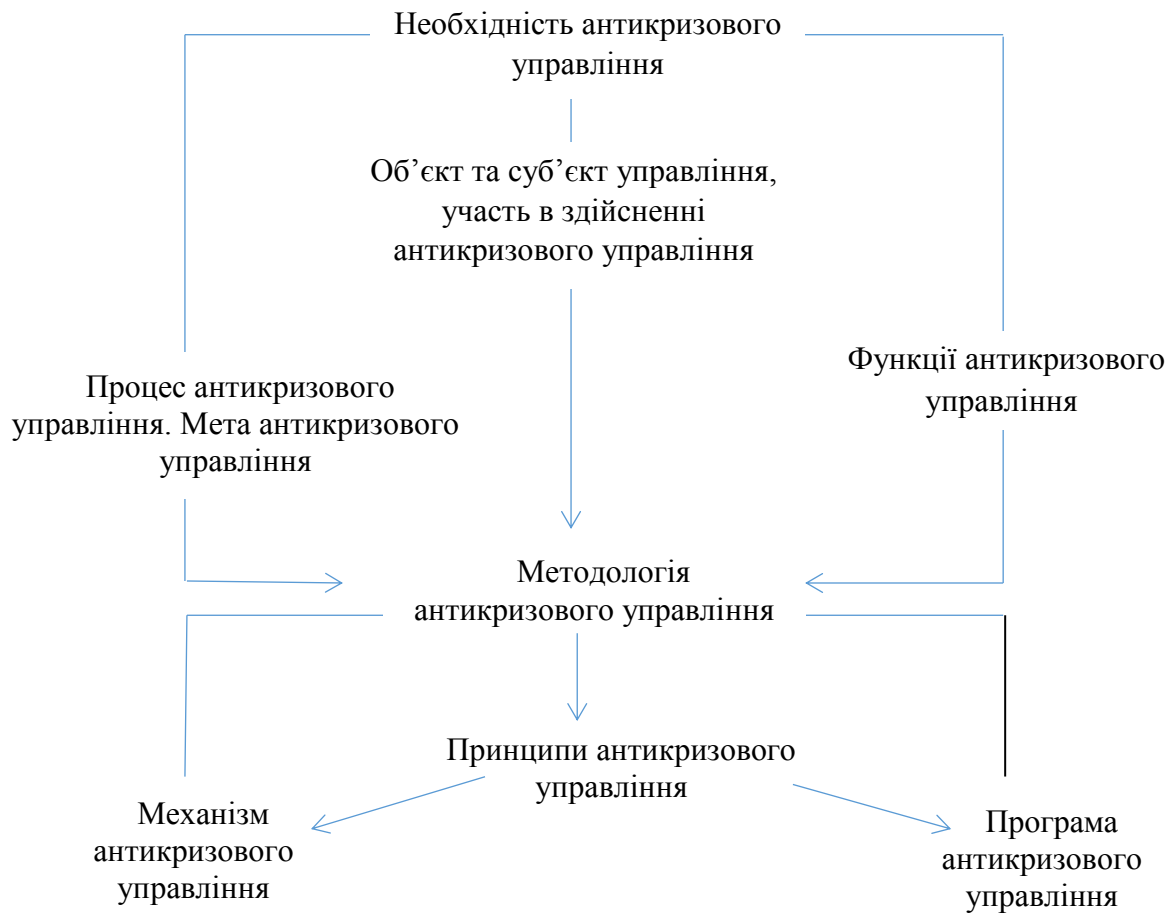 Необхідність антикризового
управління
Об’єкт та суб’єкт управління,
участь в здійсненні
антикризового управління
Процес антикризового
управління. Мета антикризового
управління
Функції антикризового
управління
Методологія
антикризового управління
Принципи антикризового
управління
Механізм
антикризового
управління
Програма
антикризового
управління